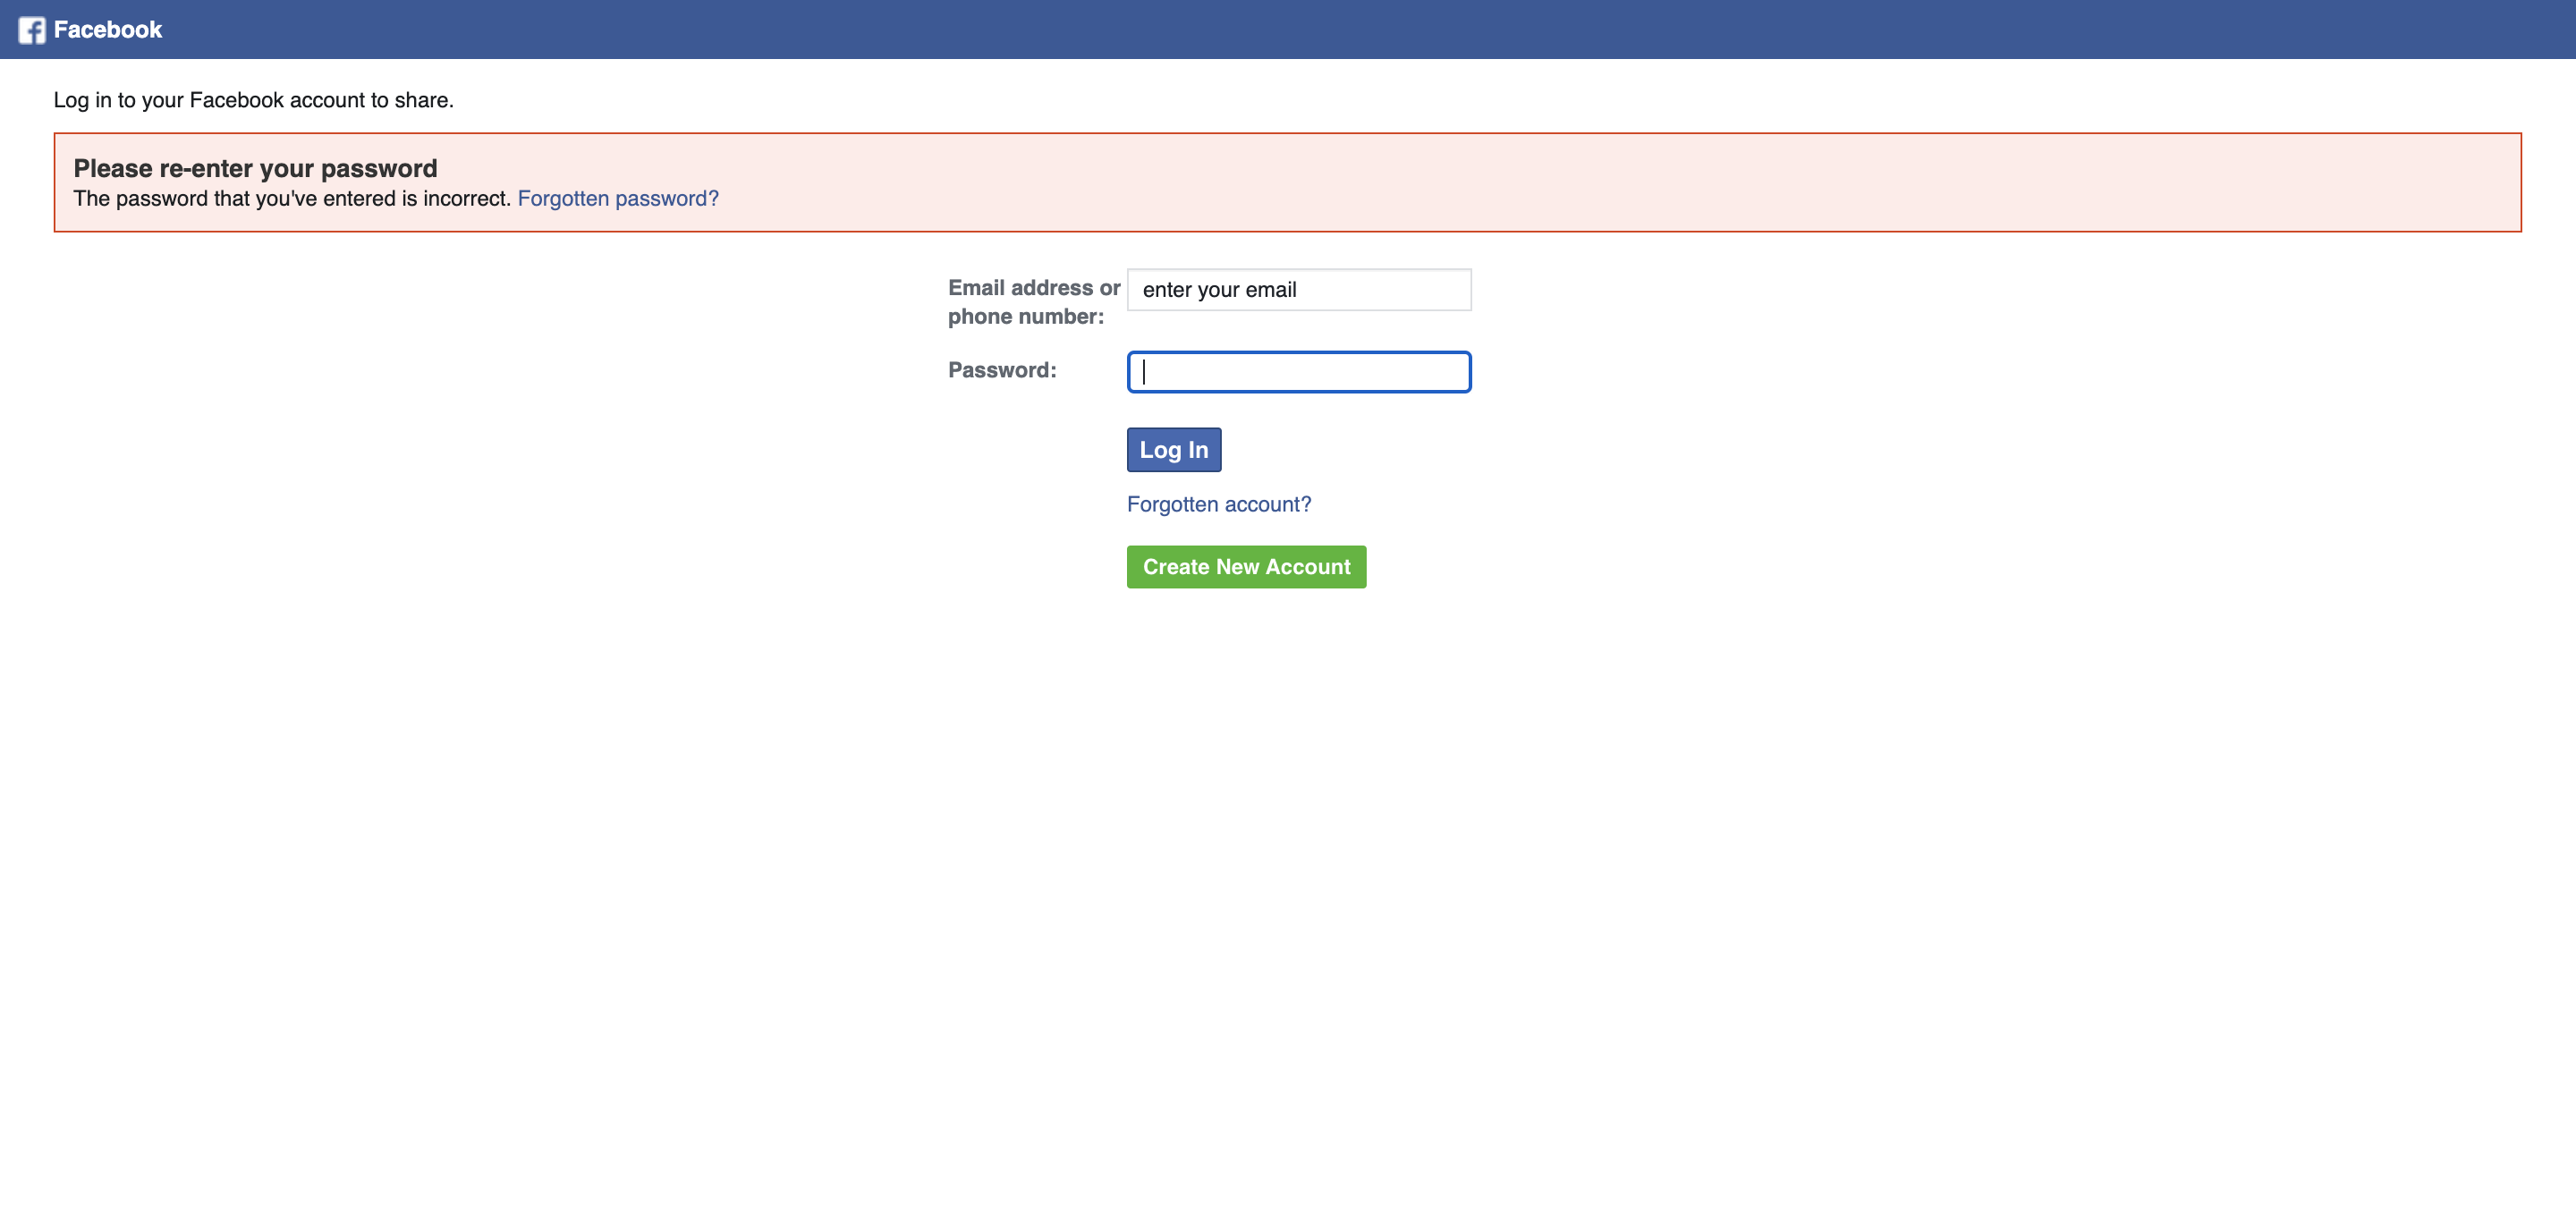 Facebook
Log in to your Facebook account to share.
Please re-enter your password
The password that you've entered is incorrect. Forgotten password?
Email address or
phone number:
enter your email
Password:
Log In
Forgotten account?
Create New Account